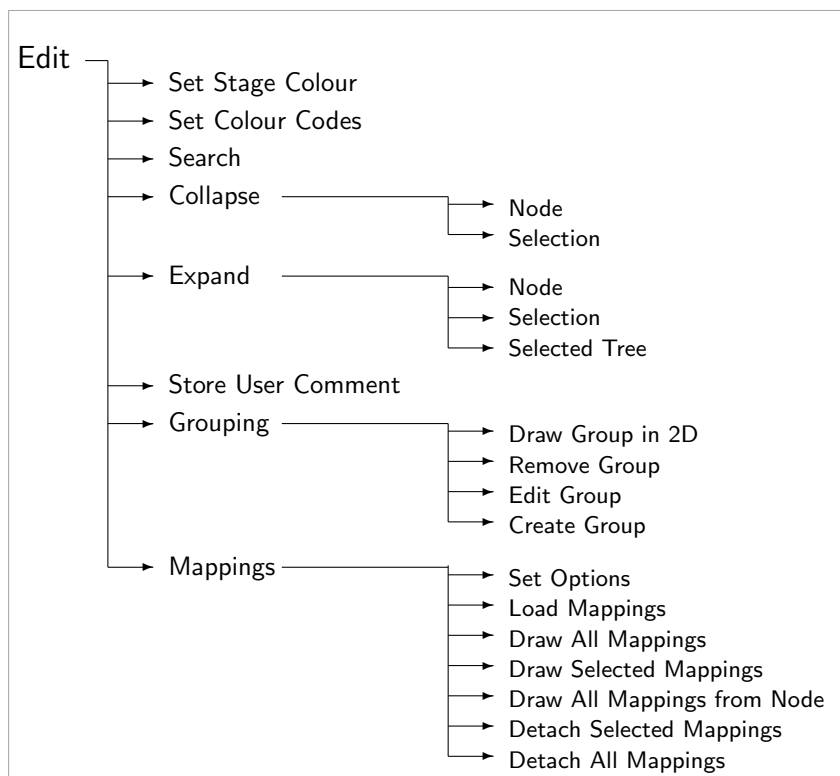 Edit
Set Stage Colour
Set Colour Codes
Search
Collapse
Node
Selection
Expand
Node
Selection
Selected Tree
Store User Comment
Grouping
Draw Group in 2D
Remove Group
Edit Group
Create Group
Mappings
Set Options
Load Mappings
Draw All Mappings
Draw Selected Mappings
Draw All Mappings from Node
Detach Selected Mappings
Detach All Mappings